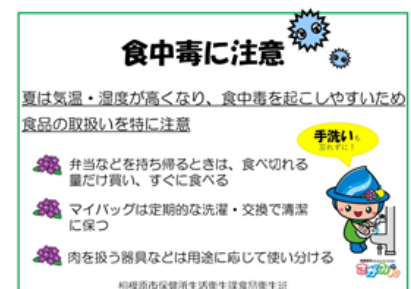 食中毒に注意
夏は気温・湿度が高くなり、食中毒を起こしやすいため
食品の取扱いを特に注意
手洗いも
忘れずに!
弁当などを持ち帰るときは、食べ切れる
量だけ買い、すぐに食べる
マイバッグは定期的な洗濯・交換で清潔
に保つ
肉を扱う器具などは用途に応じて使い分ける
さがみん
相模原市保健所生活衛生課食品衛生班